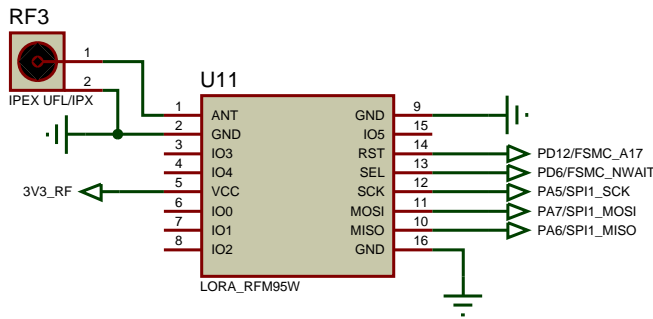 RF3
1
2
IPEX UFL/IPX
U11
1 ANT GND 9
2 GND IO5 15
3 IO3 RST 14 PD12/FSMC_A17
4 IO4 SEL 13 PD6/FSMC_NWAIT
3V3_RF 5 VCC SCK 12 PA5/SPI1_SCK
6 IO0 MOSI 11 PA7/SPI1_MOSI
7 IO1 MISO 10 PA6/SPI1_MISO
8 IO2 GND 16
LORA_RFM95W